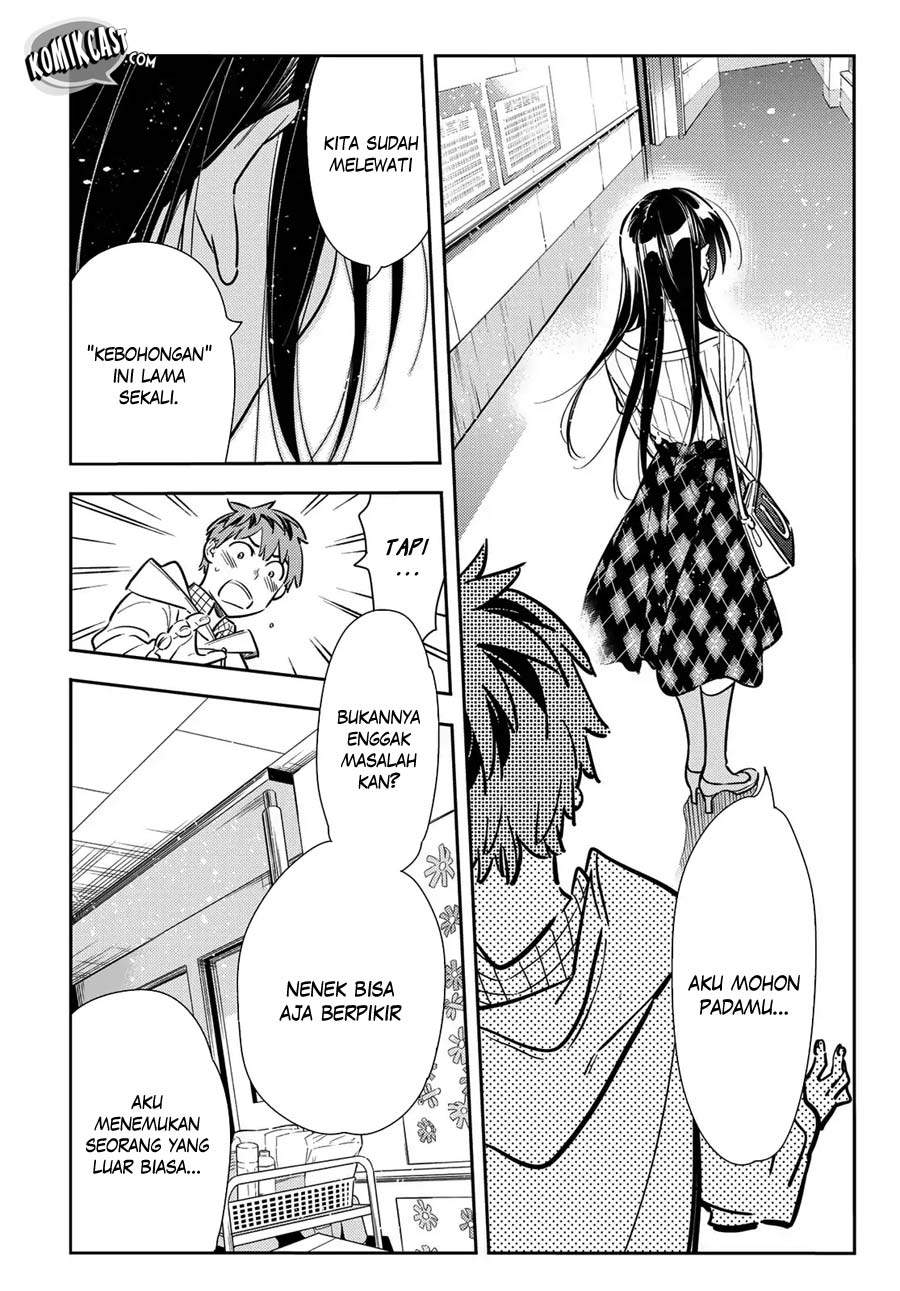 KOMIKCAST
.COM
AKU MOHON
PADAMU...
KITA SUDAH
MELEWATI
"KEBOHONGAN"
INI LAMA
SEKALI.
TAPI
...
BUKANNYA
ENGGAK
MASALAH
KAN?
NENEK BISA
AJA BERPIKIR
AKU
MENEMUKAN
SEORANG YANG
LUAR BIASA...